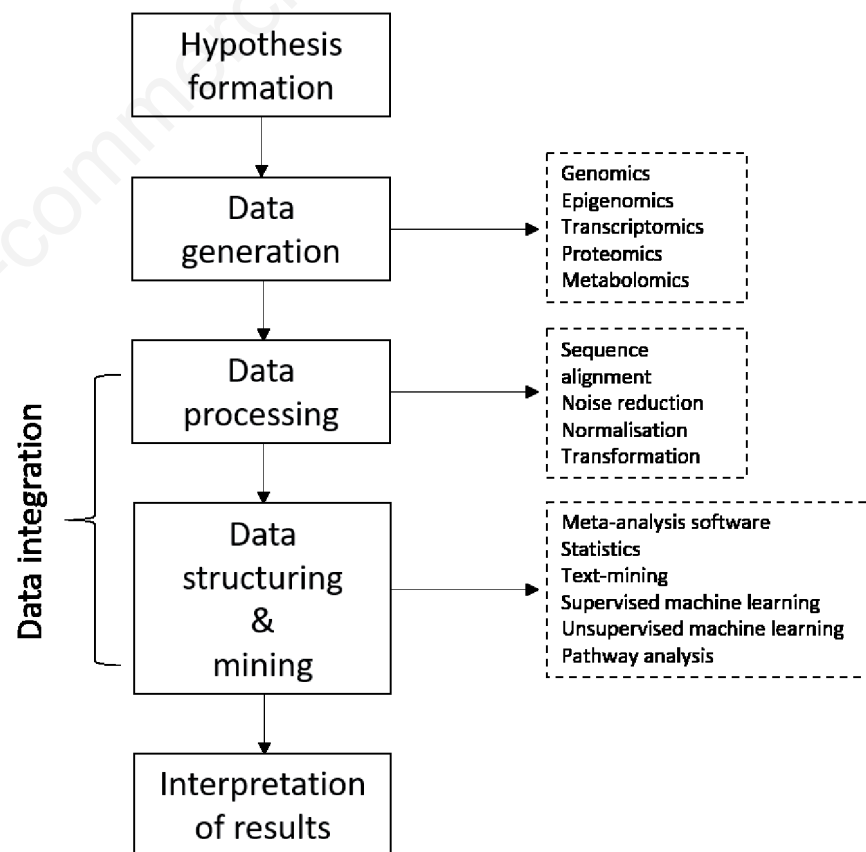 Hypothesis
formation
Data
generation
Genomics
Epigenomics
Transcriptomics
Proteomics
Metabolomics
Data integration
Data
processing
Sequence
alignment
Noise reduction
Normalisation
Transformation
Data
structuring
&
mining
Meta-analysis software
Statistics
Text-mining
Supervised machine learning
Unsupervised machine learning
Pathway analysis
Interpretation
of results